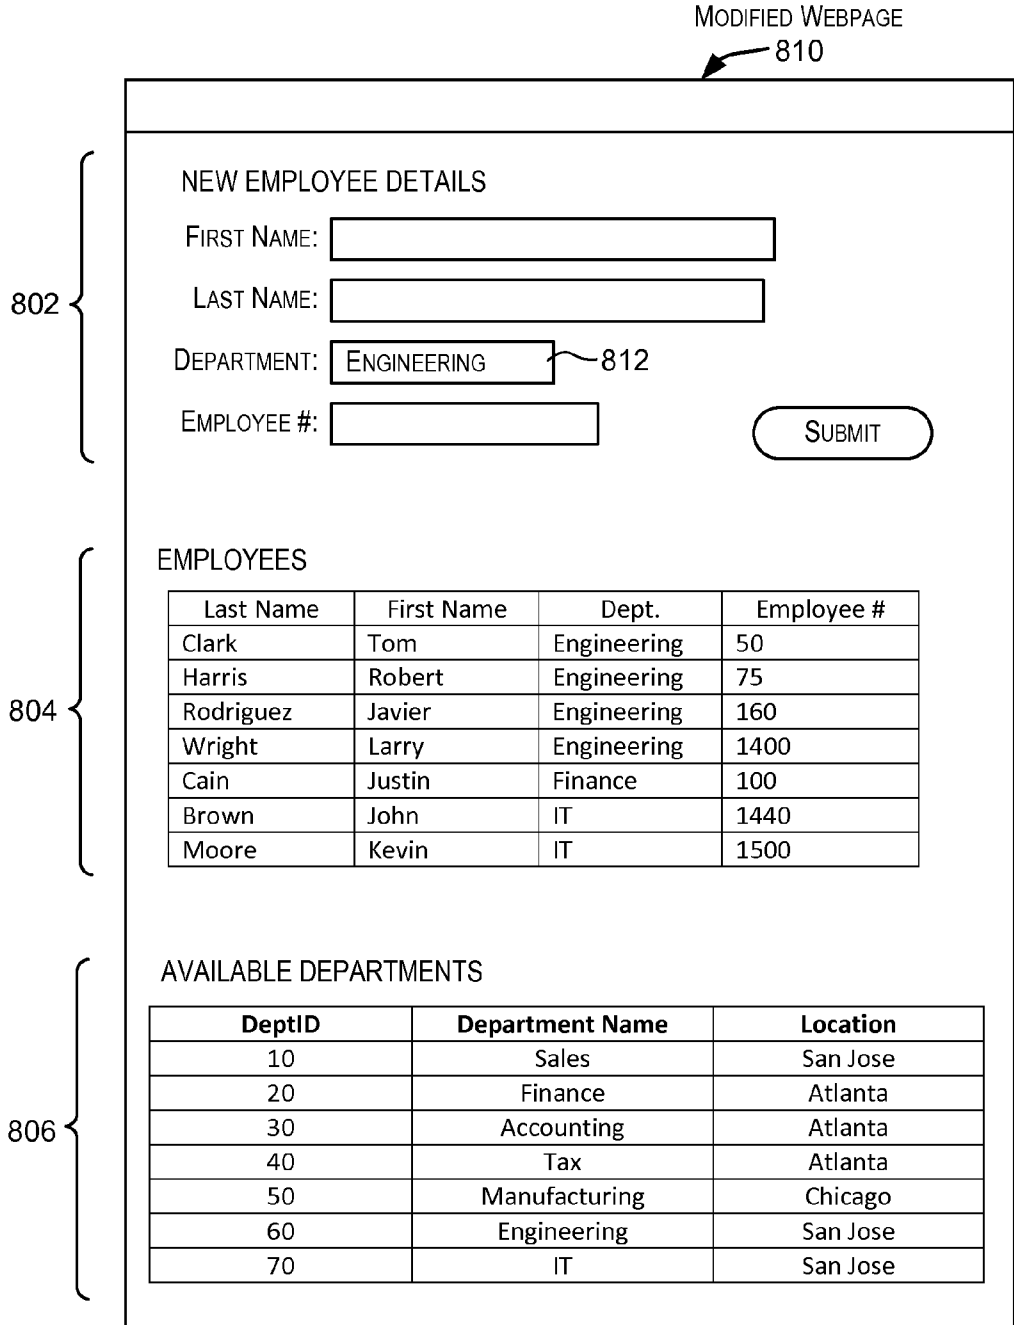 MODIFIED WEBPAGE
810
802
NEW EMPLOYEE DETAILS
FIRST NAME:
LAST NAME:
DEPARTMENT: ENGINEERING 812
EMPLOYEE #:
SUBMIT
804
EMPLOYEES
Last Name First Name Dept. Employee #
Clark Tom Engineering 50
Harris Robert Engineering 75
Rodriguez Javier Engineering 160
Wright Larry Engineering 1400
Cain Justin Finance 100
Brown John IT 1440
Moore Kevin IT 1500
806
AVAILABLE DEPARTMENTS
DeptID Department Name Location
10 Sales San Jose
20 Finance Atlanta
30 Accounting Atlanta
40 Tax Atlanta
50 Manufacturing Chicago
60 Engineering San Jose
70 IT San Jose